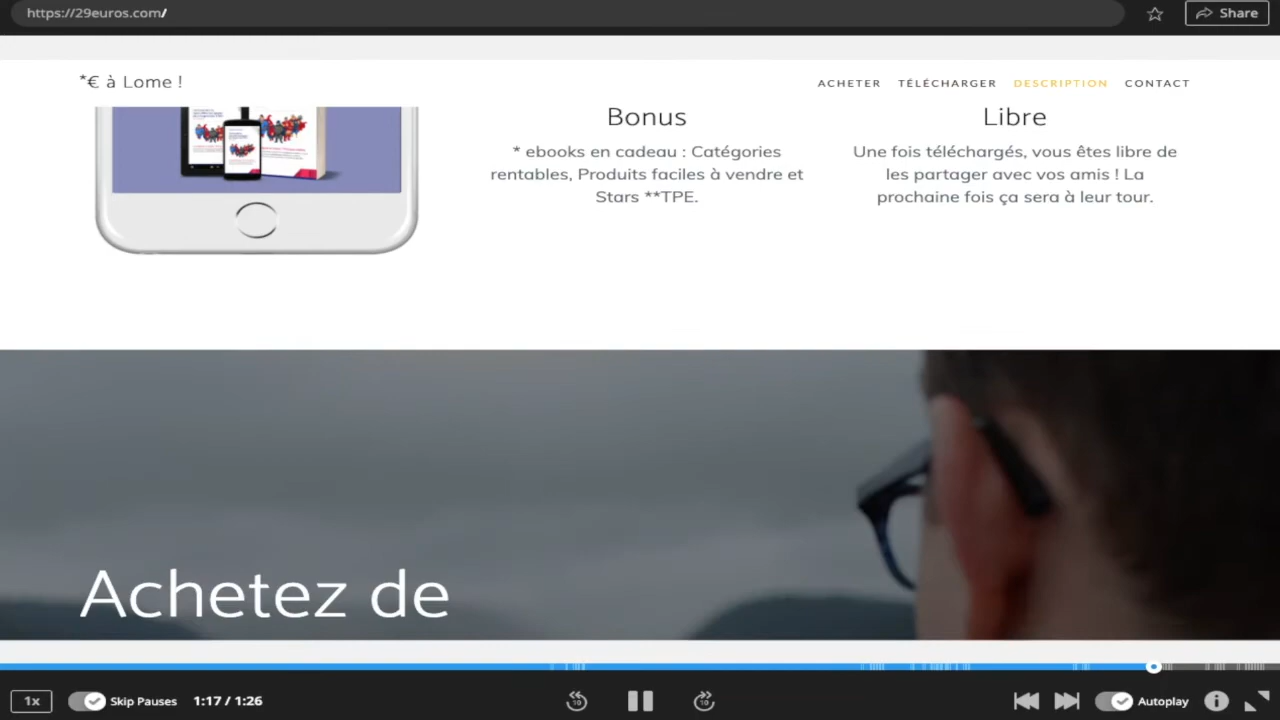 https://29euros.com/
Share
*€ à Lome !
ACHETER TÉLÉCHARGER DESCRIPTION CONTACT
Bonus
* ebooks en cadeau : Catégories
rentables, Produits faciles à vendre et
Stars **TPE.
Libre
Une fois téléchargés, vous êtes libre de
les partager avec vos amis ! La
prochaine fois ça sera à leur tour.
Achetez de
1x
Skip Pauses
1:17 / 1:26
10
10
Autoplay